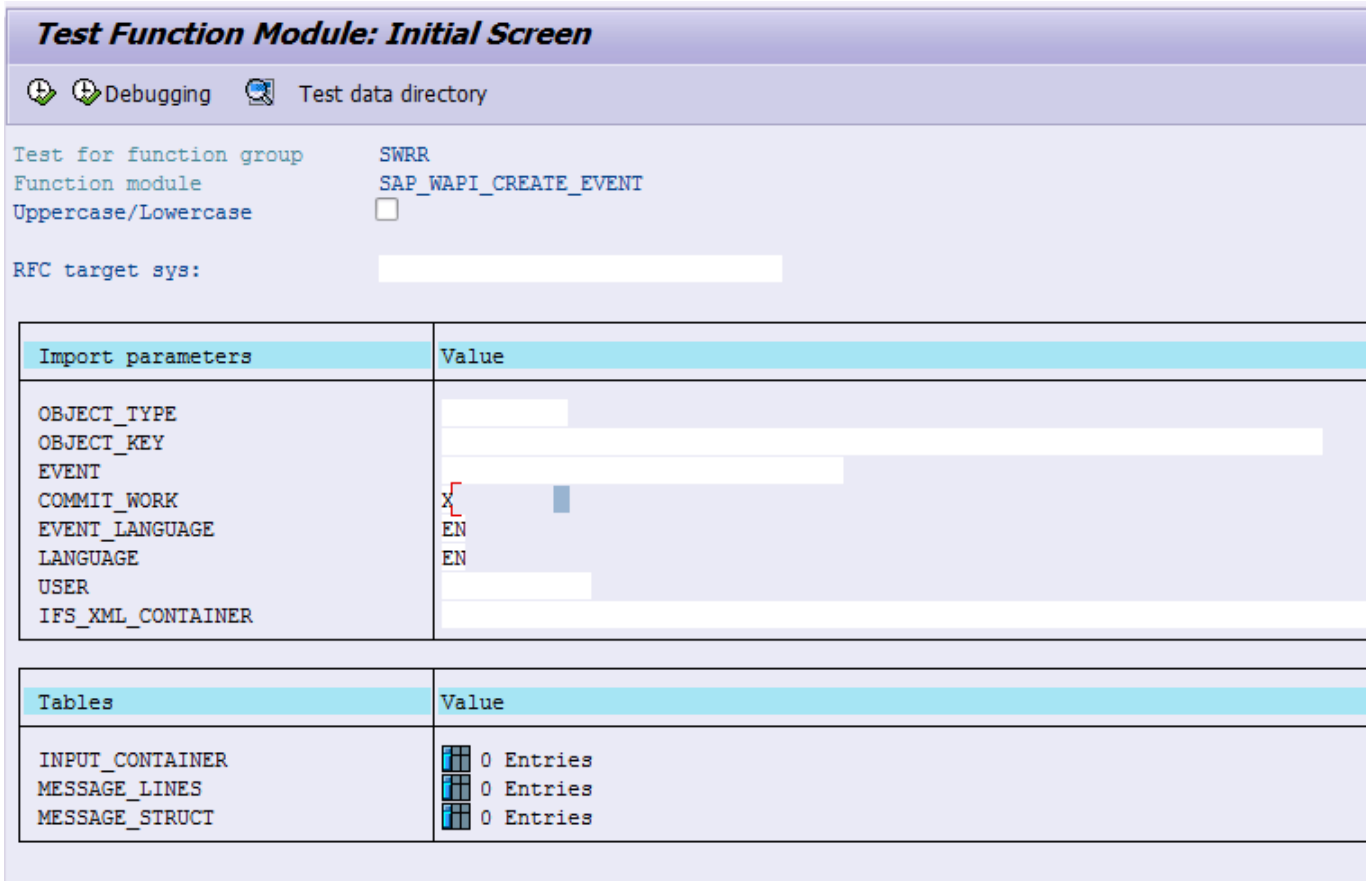 Test Function Module: Initial Screen
Debugging Test data directory
Test for function group SWRR
Function module SAP_WAPI_CREATE_EVENT
Uppercase/Lowercase
RFC target sys:
Import parameters Value
OBJECT_TYPE
OBJECT_KEY
EVENT
COMMIT_WORK X
EVENT_LANGUAGE EN
LANGUAGE EN
USER
IFS_XML_CONTAINER
Tables Value
INPUT_CONTAINER 0 Entries
MESSAGE_LINES 0 Entries
MESSAGE_STRUCT 0 Entries